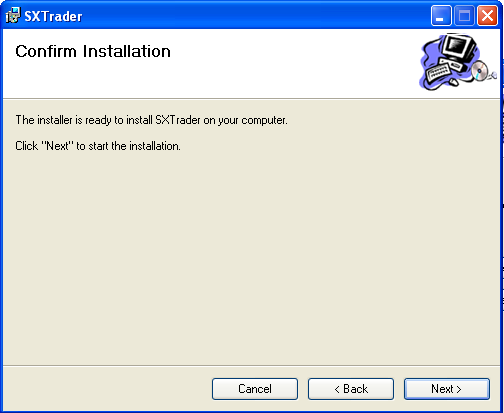 SXTrader
Confirm Installation
The installer is ready to install SXTrader on your computer.
Click "Next" to start the installation.
Cancel
< Back
Next >